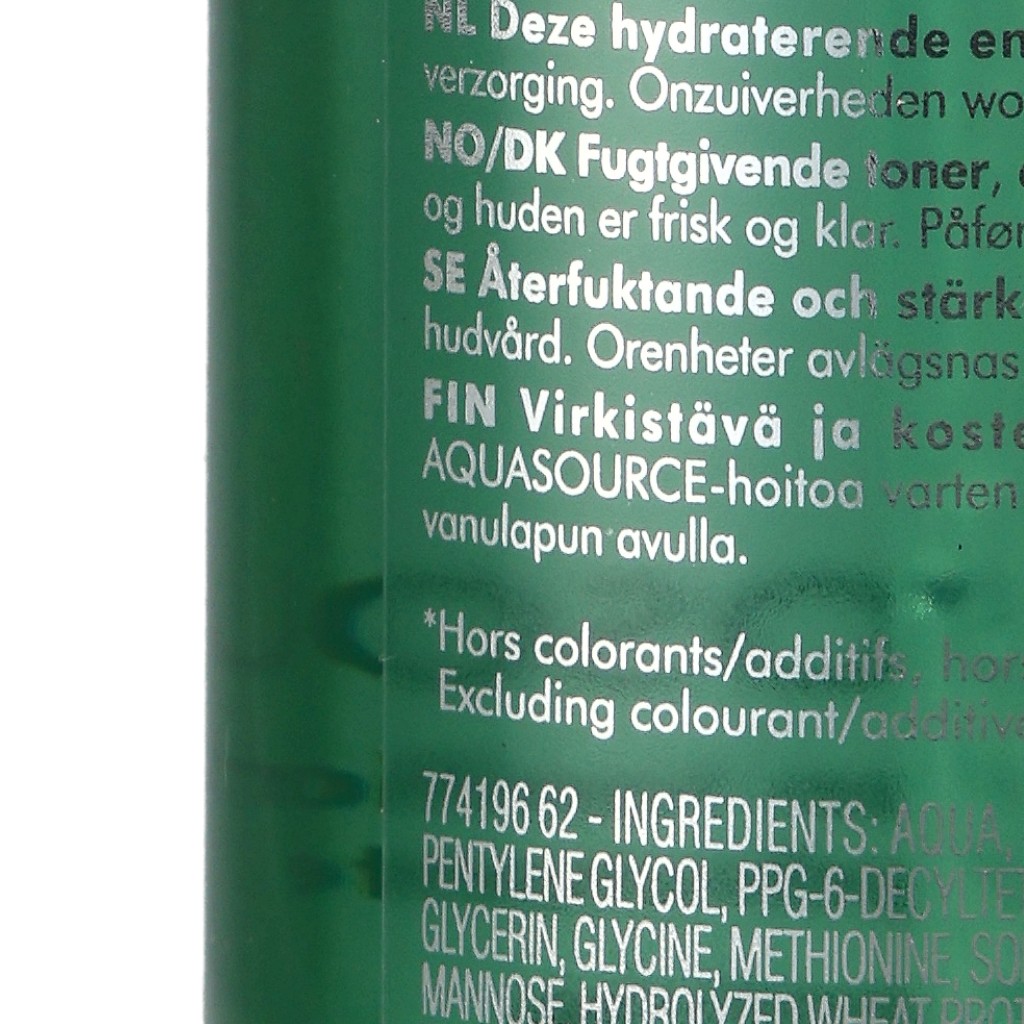 NL Deze hydraterende en
verzorging. Onzuiverheden wo
NO/DK Fugtgivende toner,
og huden er frisk og klar. Påfør
SE Återfuktande och stärk
hudvård. Orenheter avlägsnas
FIN Virkistävä ja koste
AQUASOURCE-hoitoa varten
vanulapun avulla.
*Hors colorants/additifs, hors
Excluding colourant/additive
774196 62 - INGREDIENTS: AQUA,
PENTYLENE GLYCOL, PPG-6-DECYLTE
GLYCERIN, GLYCINE, METHIONINE, SO
MANNOSE, HYDROLYZED WHEAT PROT